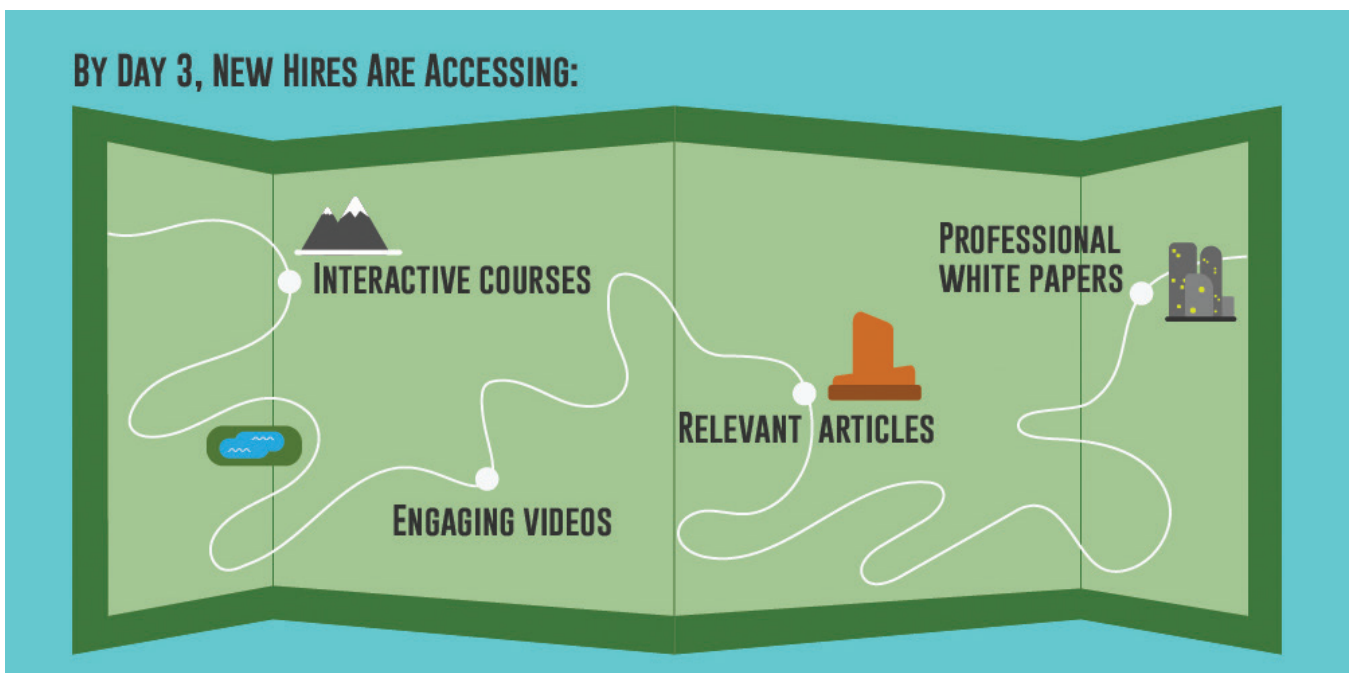 By Day 3, New Hires Are Accessing:
Interactive courses
Professional
white papers
Relevant articles
Engaging videos